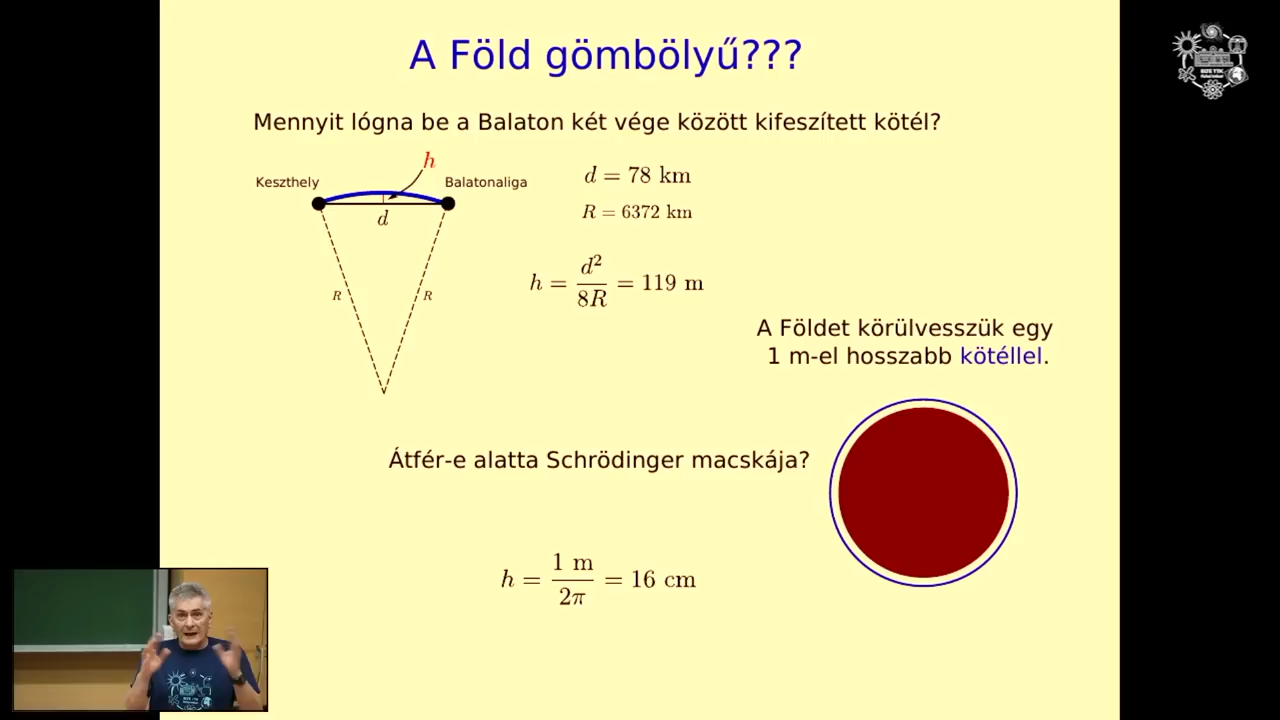 A Föld gömbölyű???
Mennyit lógna be a Balaton két vége között kifeszített kötél?
h
Keszthely
Balatonaliga
d
d = 78 km
R = 6372 km
R
R
h = d²/8R = 119 m
A Földet körülvesszük egy
1 m-el hosszabb kötéllel.
Átfér-e alatta Schrödinger macskája?
h = 1 m/2π = 16 cm